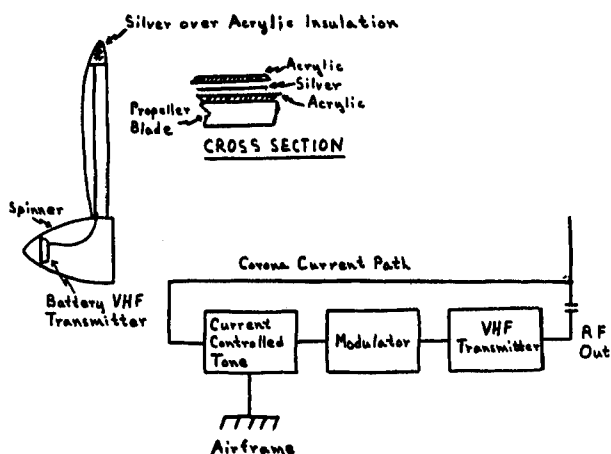 Silver over Acrylic Insulation
Acrylic
Silver
Acrylic
Propeller
Blade
CROSS SECTION
Spinner
Battery VHF
Transmitter
Corona Current Path
Current
Controlled
Tone
Modulator
VHF
Transmitter
RF
Out
Airframe